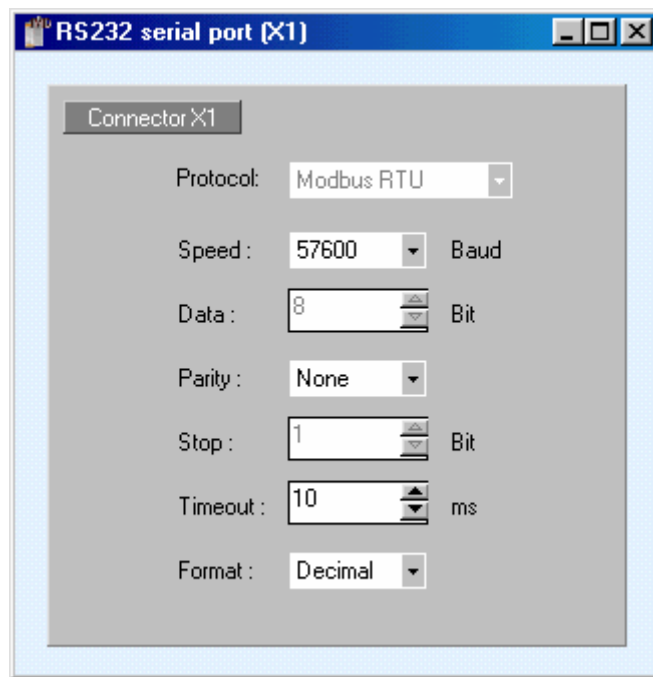 RS232 serial port (X1)
Connector X1
Protocol: Modbus RTU
Speed : 57600 Baud
Data : 8 Bit
Parity : None
Stop : 1 Bit
Timeout : 10 ms
Format : Decimal